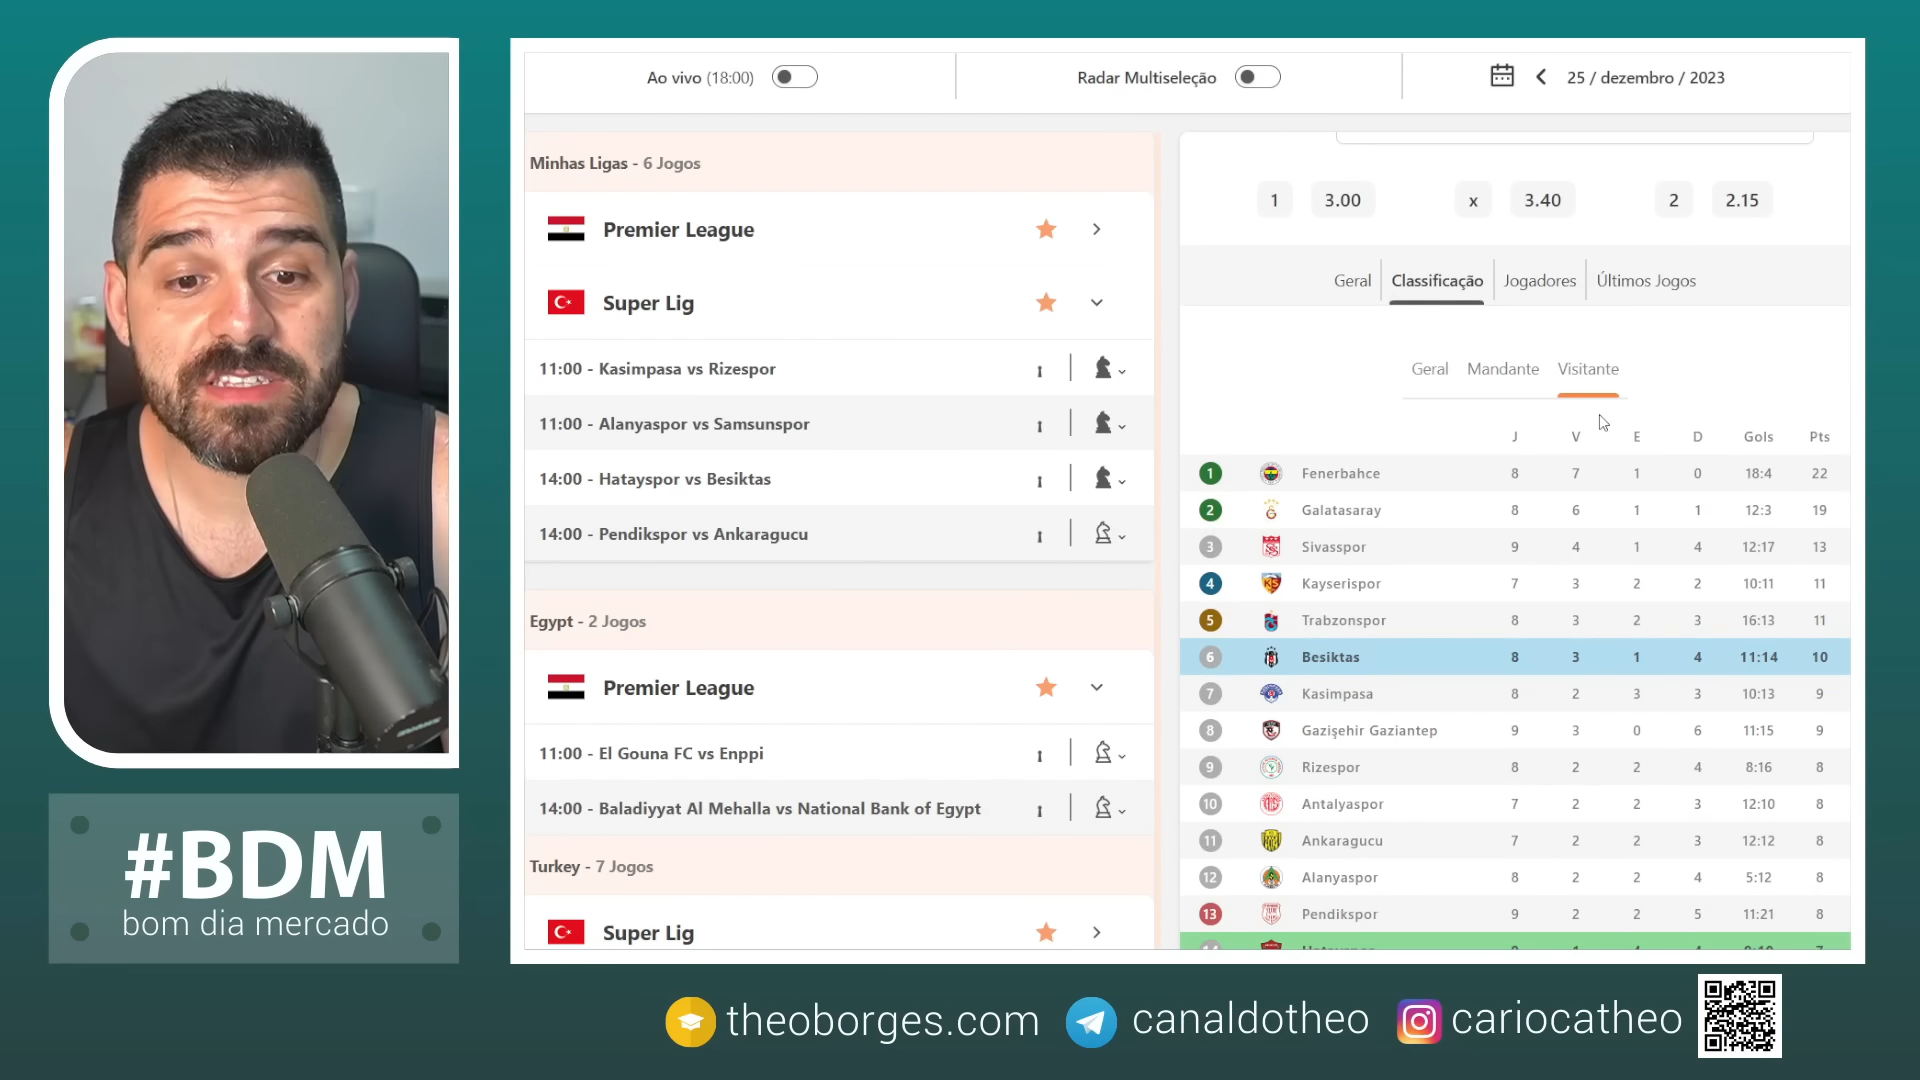 Ao vivo (18:00)
Radar Multiseleção
25 / dezembro / 2023
Minhas Ligas - 6 Jogos
Premier League
Super Lig
11:00 - Kasimpasa vs Rizespor
11:00 - Alanyaspor vs Samsunspor
14:00 - Hatayspor vs Besiktas
14:00 - Pendikspor vs Ankaragucu
Egypt - 2 Jogos
Premier League
11:00 - El Gouna FC vs Enppi
14:00 - Baladiyyat Al Mehalla vs National Bank of Egypt
Turkey - 7 Jogos
Super Lig
1 3.00 x 3.40 2 2.15
Geral Classificação Jogadores Últimos Jogos
Geral Mandante Visitante
J V E D Gols Pts
1 Fenerbahce 8 7 1 0 18:4 22
2 Galatasaray 8 6 1 1 12:3 19
3 Sivasspor 9 4 1 4 12:17 13
4 Kayserispor 7 3 2 2 10:11 11
5 Trabzonspor 8 3 2 3 16:13 11
6 Besiktas 8 3 1 4 11:14 10
7 Kasimpasa 8 2 3 3 10:13 9
8 Gazişehir Gaziantep 9 3 0 6 11:15 9
9 Rizespor 8 2 2 4 8:16 8
10 Antalyaspor 7 2 2 3 12:10 8
11 Ankaragucu 7 2 2 3 12:12 8
12 Alanyaspor 8 2 2 4 5:12 8
13 Pendikspor 9 2 2 5 11:21 8
#BDM
bom dia mercado
theoborges.com
canaldotheo
cariocatheo